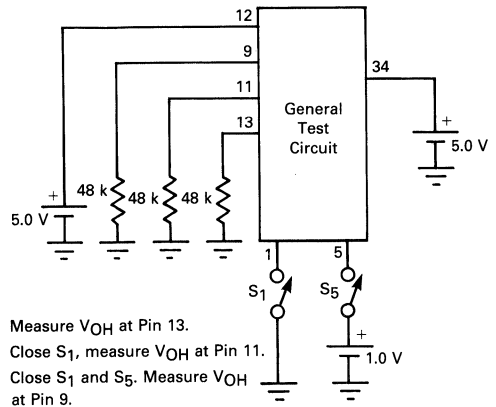 12
9
34
11
General
Test
Circuit
13
+
5.0 V
48 k
48 k
48 k
+
5.0 V
1
5
S1
S5
+
1.0 V
Measure VOH at Pin 13.
Close S1, measure VOH at Pin 11.
Close S1 and S5. Measure VOH
at Pin 9.